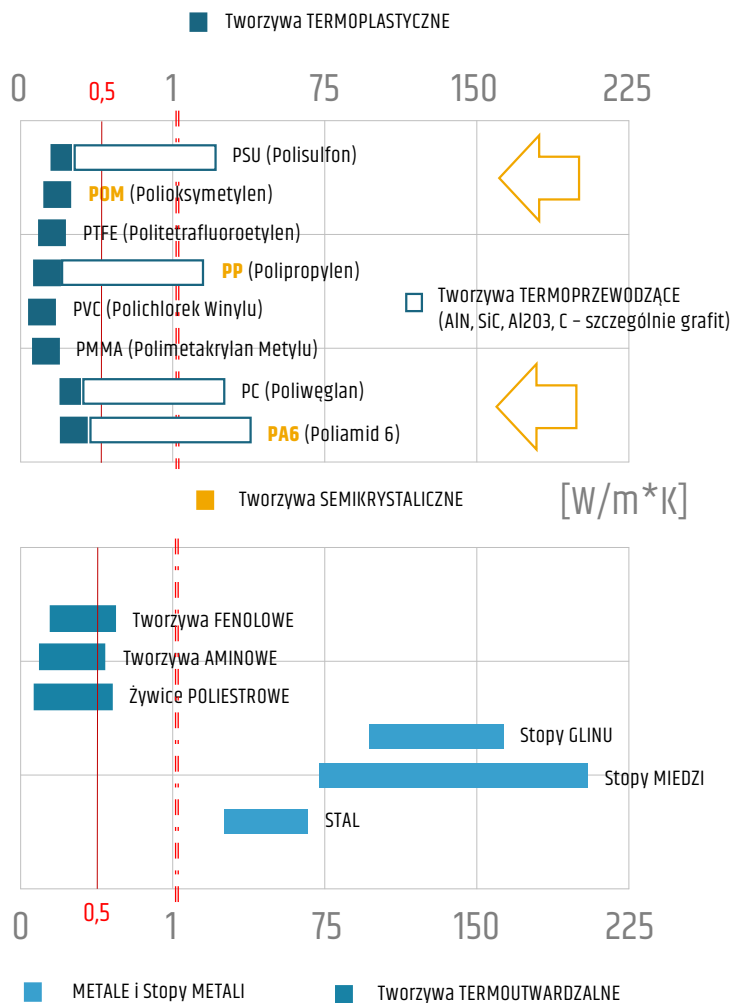 Tworzywa TERMOPLASTYCZNE
0 0,5 1 75 150 225
PSU (Polisulfon)
POM (Polioksymetylen)
PTFE (Politetrafluoroetylen)
PP (Polipropylen)
Tworzywa TERMOPRZEWODZĄCE
(AlN, SiC, Al2O3, C – szczególnie grafit)
PVC (Polichlorek Winylu)
PMMA (Polimetakrylan Metylu)
PC (Poliwęglan)
PA6 (Poliamid 6)
Tworzywa SEMIKRYSTALICZNE
[W/m*K]
Tworzywa FENOLOWE
Tworzywa AMINOWE
Żywice POLIESTROWE
Stopy GLINU
Stopy MIEDZI
STAL
0 0,5 1 75 150 225
METALE i Stopy METALI
Tworzywa TERMOUTWARDZALNE